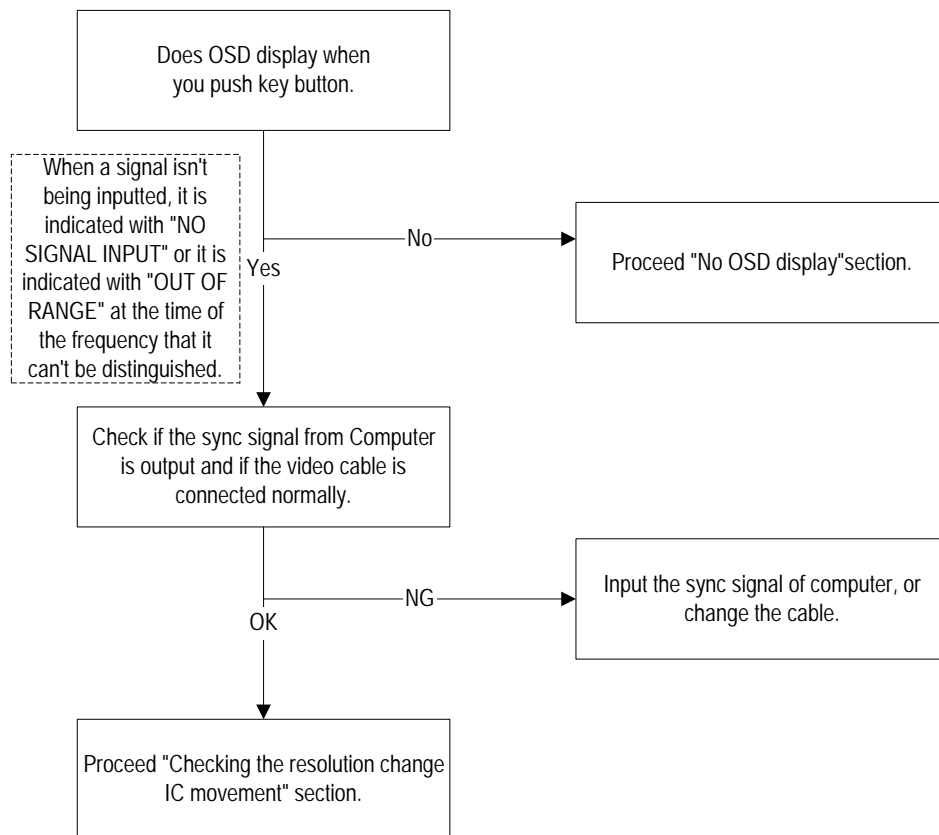 Does OSD display when
you push key button.
When a signal isn't
being inputted, it is
indicated with "NO
SIGNAL INPUT" or it is
indicated with "OUT OF
RANGE" at the time of
the frequency that it
can't be distinguished.
No
Yes
Proceed "No OSD display"section.
Check if the sync signal from Computer
is output and if the video cable is
connected normally.
NG
OK
Input the sync signal of computer, or
change the cable.
Proceed "Checking the resolution change
IC movement" section.